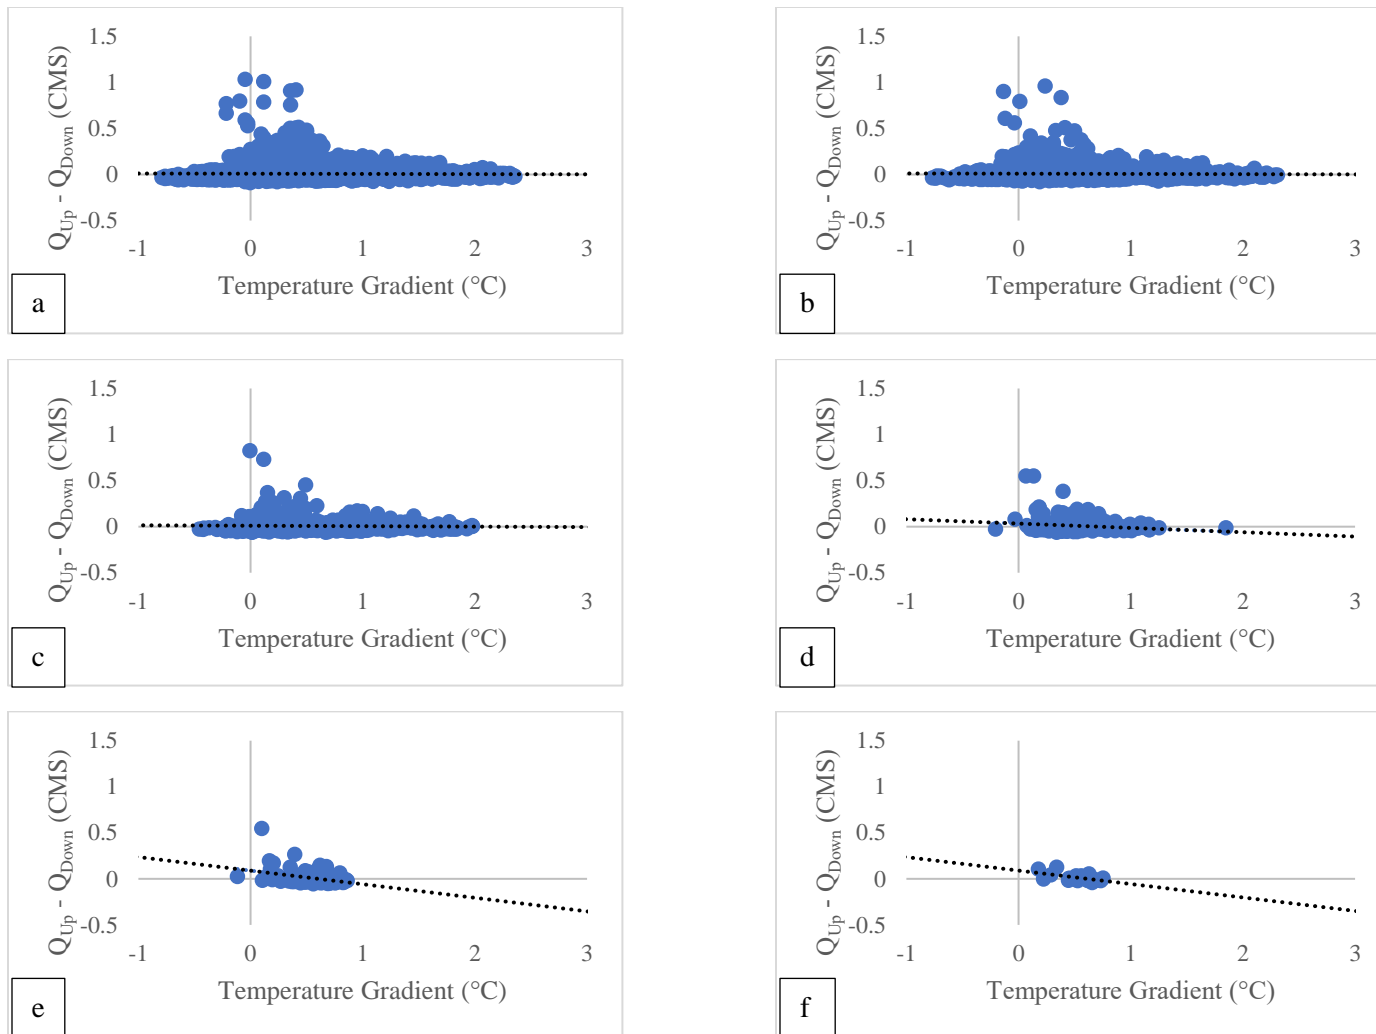 1.5
1
0.5
0
-0.5
Q_Up - Q_Down (CMS)
-1 0 1 2 3
Temperature Gradient (°C)
a
1.5
1
0.5
0
-0.5
Q_Up - Q_Down (CMS)
-1 0 1 2 3
Temperature Gradient (°C)
b
1.5
1
0.5
0
-0.5
Q_Up - Q_Down (CMS)
-1 0 1 2 3
Temperature Gradient (°C)
c
1.5
1
0.5
0
-0.5
Q_Up - Q_Down (CMS)
-1 0 1 2 3
Temperature Gradient (°C)
d
1.5
1
0.5
0
-0.5
Q_Up - Q_Down (CMS)
-1 0 1 2 3
Temperature Gradient (°C)
e
1.5
1
0.5
0
-0.5
Q_Up - Q_Down (CMS)
-1 0 1 2 3
Temperature Gradient (°C)
f